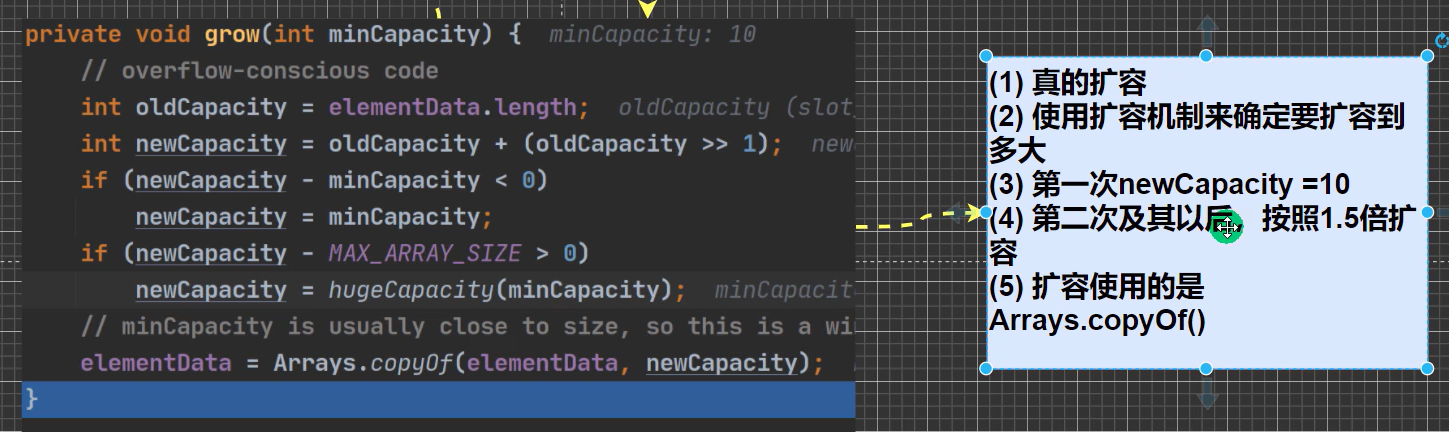 private void grow(int minCapacity) {  minCapacity: 10
// overflow-conscious code
int oldCapacity = elementData.length;  oldCapacity (slot
int newCapacity = oldCapacity + (oldCapacity >> 1);  new
if (newCapacity - minCapacity < 0)
newCapacity = minCapacity;
if (newCapacity - MAX_ARRAY_SIZE > 0)
newCapacity = hugeCapacity(minCapacity);  minCapacit
// minCapacity is usually close to size, so this is a wi
elementData = Arrays.copyOf(elementData, newCapacity);
}
(1) 真的扩容
(2) 使用扩容机制来确定要扩容到
多大
(3) 第一次newCapacity =10
(4) 第二次及其以后，按照1.5倍扩
容
(5) 扩容使用的是
Arrays.copyOf()